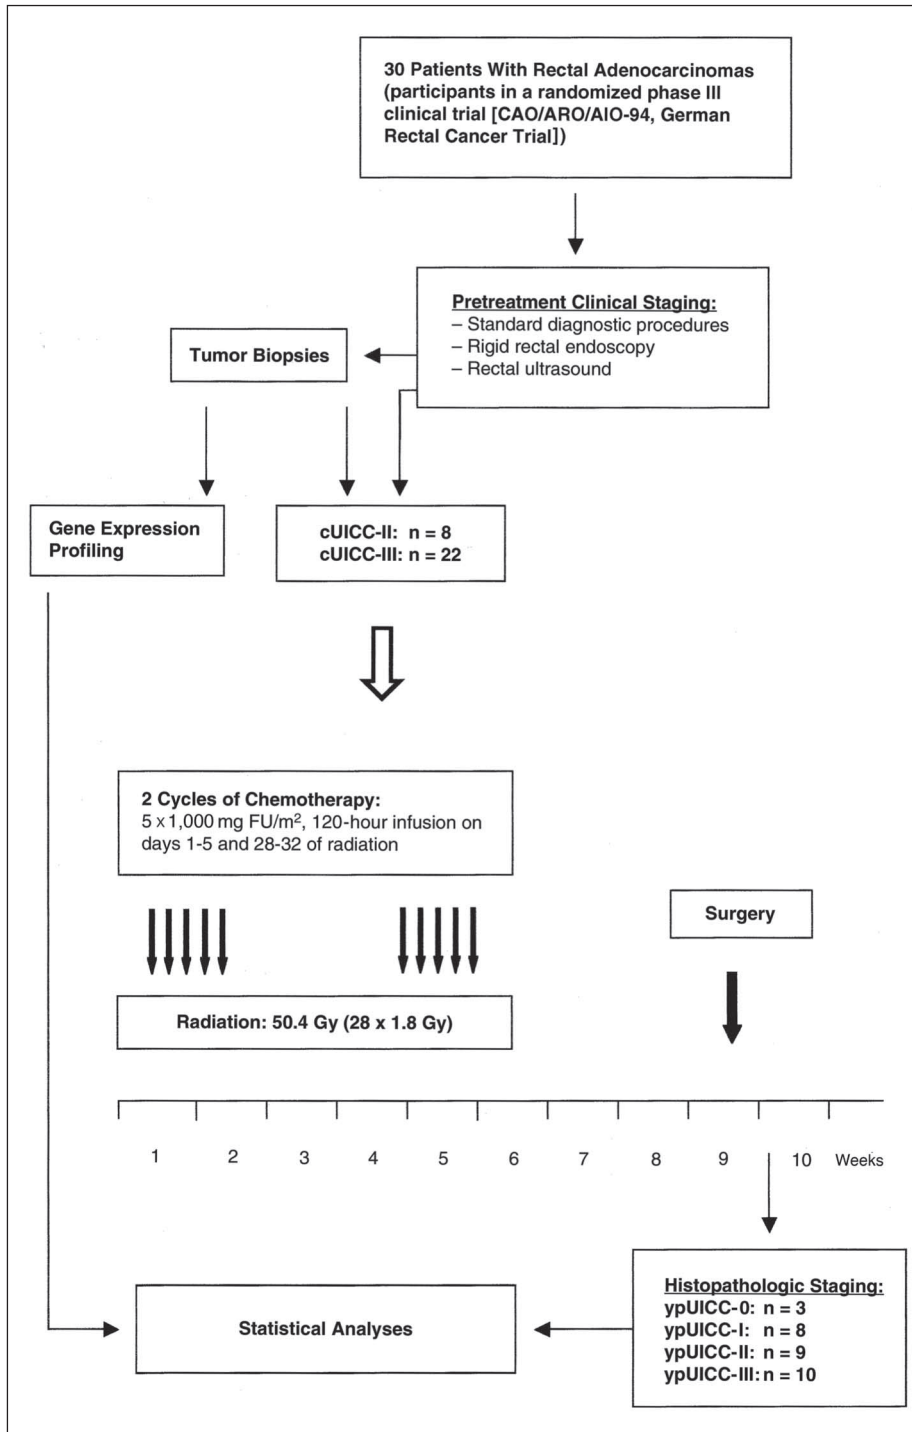 30 Patients With Rectal Adenocarcinomas
(participants in a randomized phase III
clinical trial [CAO/ARO/AIO-94, German
Rectal Cancer Trial])
Pretreatment Clinical Staging:
– Standard diagnostic procedures
– Rigid rectal endoscopy
– Rectal ultrasound
Tumor Biopsies
Gene Expression
Profiling
cUICC-II: n = 8
cUICC-III: n = 22
2 Cycles of Chemotherapy:
5 x 1,000 mg FU/m², 120-hour infusion on
days 1-5 and 28-32 of radiation
Surgery
Radiation: 50.4 Gy (28 x 1.8 Gy)
1 2 3 4 5 6 7 8 9 10 Weeks
Histopathologic Staging:
ypUICC-0: n = 3
ypUICC-I: n = 8
ypUICC-II: n = 9
ypUICC-III: n = 10
Statistical Analyses